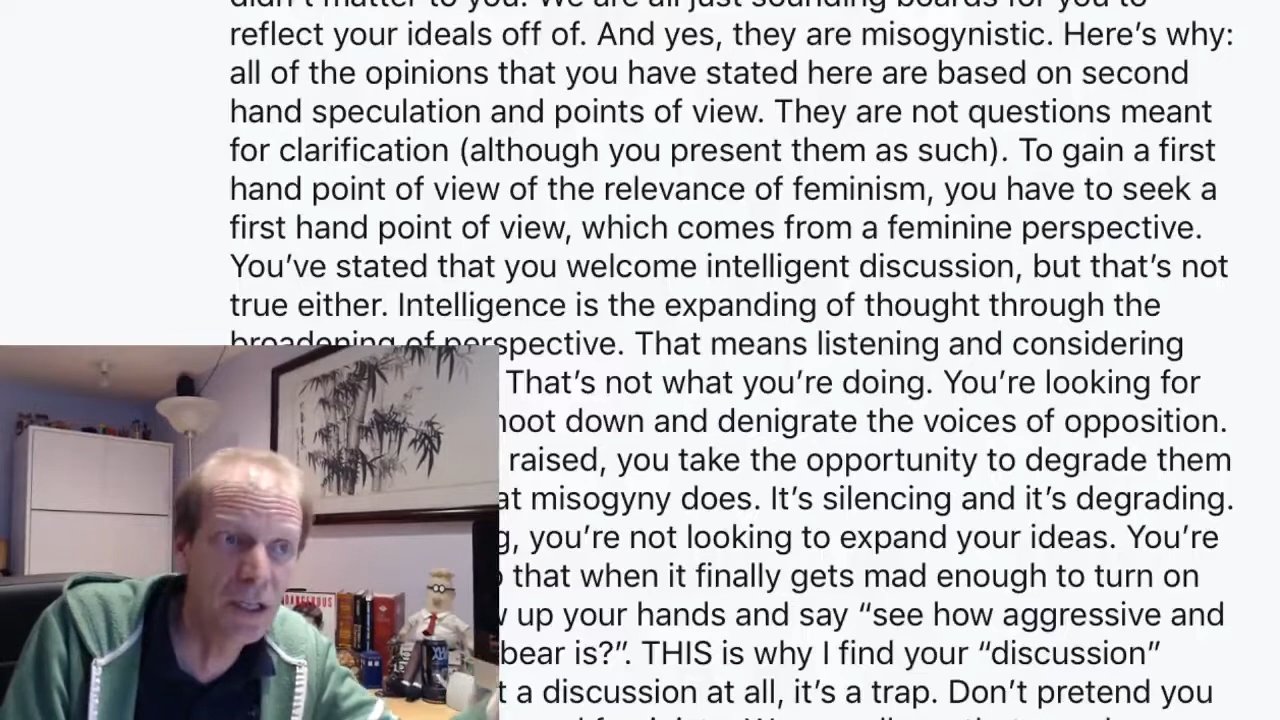 didn't matter to you. We are all just sounding boards for you to
reflect your ideals off of. And yes, they are misogynistic. Here's why:
all of the opinions that you have stated here are based on second
hand speculation and points of view. They are not questions meant
for clarification (although you present them as such). To gain a first
hand point of view of the relevance of feminism, you have to seek a
first hand point of view, which comes from a feminine perspective.
You've stated that you welcome intelligent discussion, but that's not
true either. Intelligence is the expanding of thought through the
broadening of perspective. That means listening and considering
That's not what you're doing. You're looking for
down and denigrate the voices of opposition.
raised, you take the opportunity to degrade them
misogyny does. It's silencing and it's degrading.
you're not looking to expand your ideas. You're
that when it finally gets mad enough to turn on
up your hands and say “see how aggressive and
bear is?”. THIS is why I find your “discussion”
a discussion at all, it's a trap. Don't pretend you
DANGEROUS